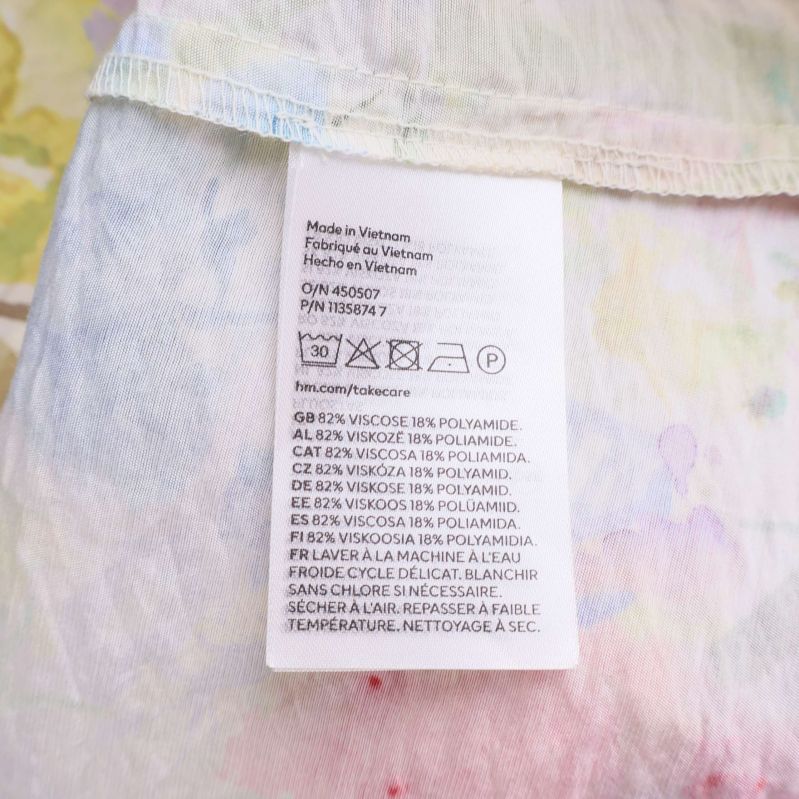 Made in Vietnam
Fabriqué au Vietnam
Hecho en Vietnam
O/N 450507
P/N 1135874 7
30 P
hm.com/takecare
GB 82% VISCOSE 18% POLYAMIDE.
AL 82% VISKOZË 18% POLIAMIDE.
CAT 82% VISCOSA 18% POLIAMIDA.
CZ 82% VISKÓZA 18% POLYAMID.
DE 82% VISKOSE 18% POLYAMID.
EE 82% VISKOOS 18% POLÜAMIID.
ES 82% VISCOSA 18% POLIAMIDA.
FI 82% VISKOOSIA 18% POLYAMIDIA.
FR LAVER À LA MACHINE À L'EAU
FROIDE CYCLE DÉLICAT. BLANCHIR
SANS CHLORE SI NÉCESSAIRE.
SÉCHER À L'AIR. REPASSER À FAIBLE
TEMPÉRATURE. NETTOYAGE À SEC.